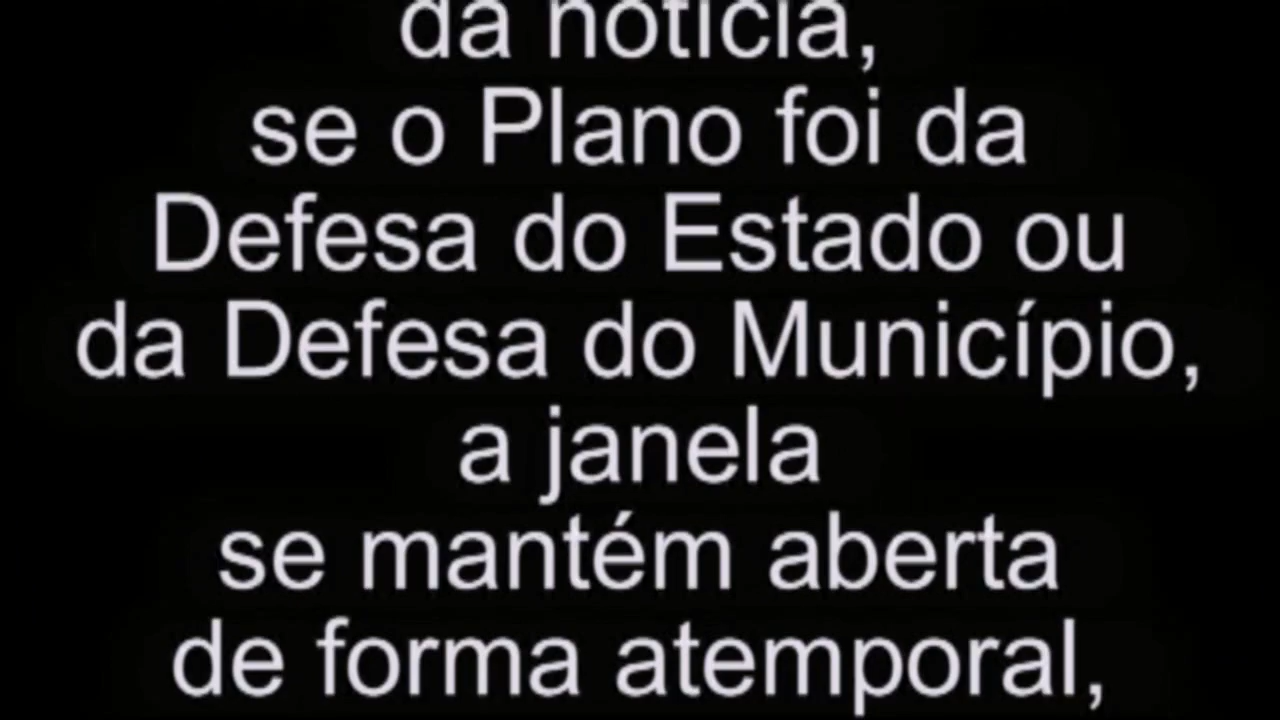 da notícia,
se o Plano foi da
Defesa do Estado ou
da Defesa do Município,
a janela
se mantém aberta
de forma atemporal,